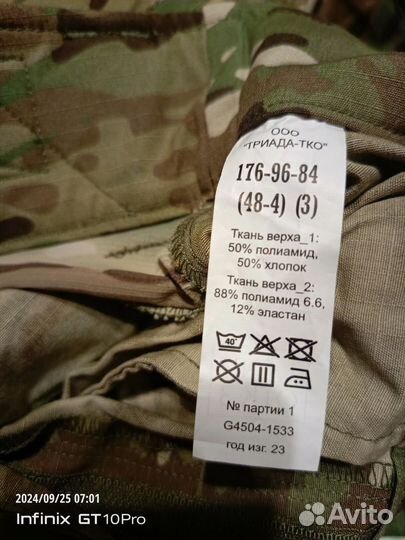 ООО
"ТРИАДА-ТКО"
176-96-84
(48-4) (3)
Ткань верха_1:
50% полиамид,
50% хлопок
Ткань верха_2:
88% полиамид 6.6,
12% эластан
40°
№ партии 1
G4504-1533
год изг. 23
2024/09/25 07:01
Infinix GT10Pro
Avito